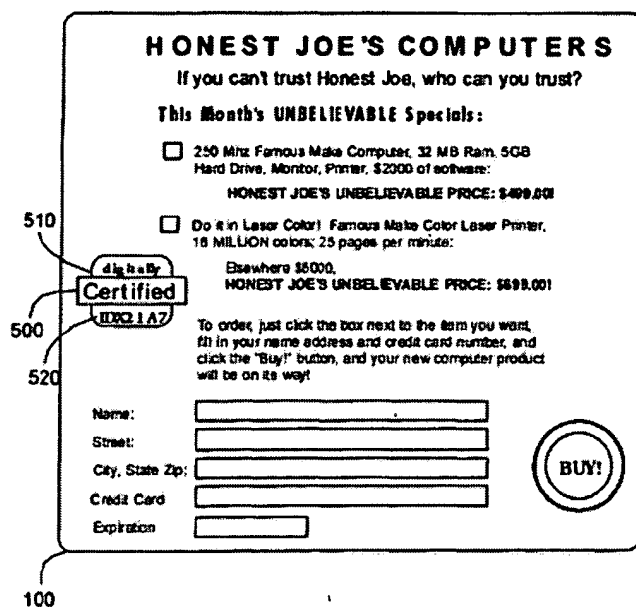 HONEST JOE'S COMPUTERS
If you can't trust Honest Joe, who can you trust?
This Month's UNBELIEVABLE Specials:
250 Mhz Famous Make Computer, 32 MB Ram, 5GB
Hard Drive, Monitor, Printer, $2000 of software:
HONEST JOE'S UNBELIEVABLE PRICE: $499.00!
Do it in Laser Color! Famous Make Color Laser Printer,
16 MILLION colors; 25 pages per minute:
Elsewhere $5000,
HONEST JOE'S UNBELIEVABLE PRICE: $699.00!
510
digitally
Certified
500
520
To order, just click the box next to the item you want,
fill in your name address and credit card number, and
click the "Buy!" button, and your new computer product
will be on its way!
Name:
Street:
City, State Zip:
Credit Card
Expiration
BUY!
100